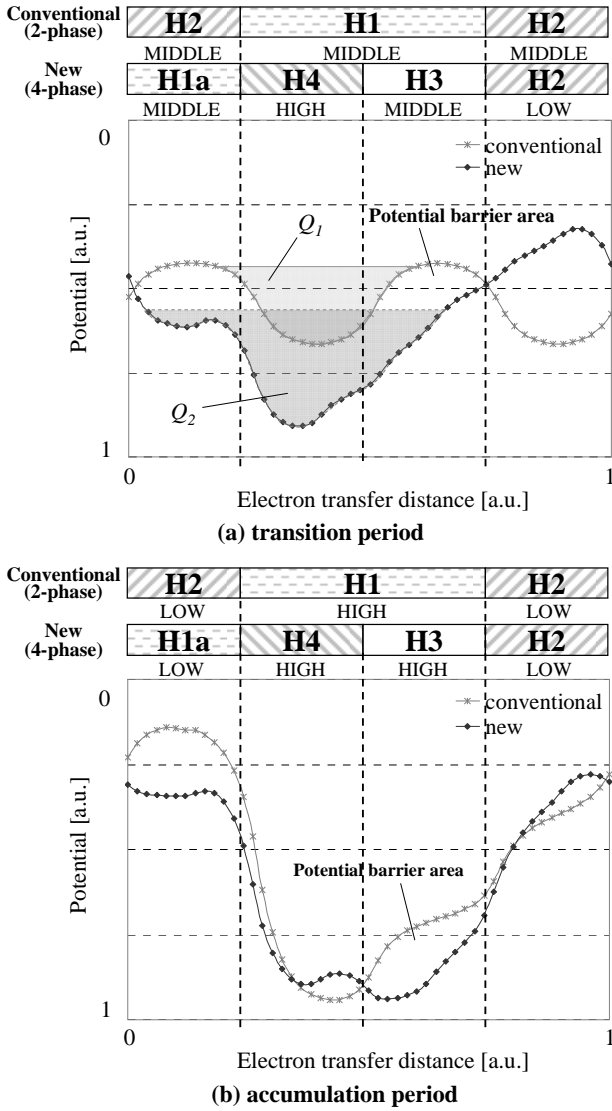 Conventional (2-phase) H2 H1 H2
MIDDLE MIDDLE MIDDLE
New (4-phase) H1a H4 H3 H2
MIDDLE HIGH MIDDLE LOW
0
conventional
new
Q1
Potential barrier area
Potential [a.u.]
Q2
1
0 1
Electron transfer distance [a.u.]
(a) transition period
Conventional (2-phase) H2 H1 H2
LOW HIGH LOW
New (4-phase) H1a H4 H3 H2
LOW HIGH HIGH LOW
0
conventional
new
Potential barrier area
Potential [a.u.]
1
0 1
Electron transfer distance [a.u.]
(b) accumulation period